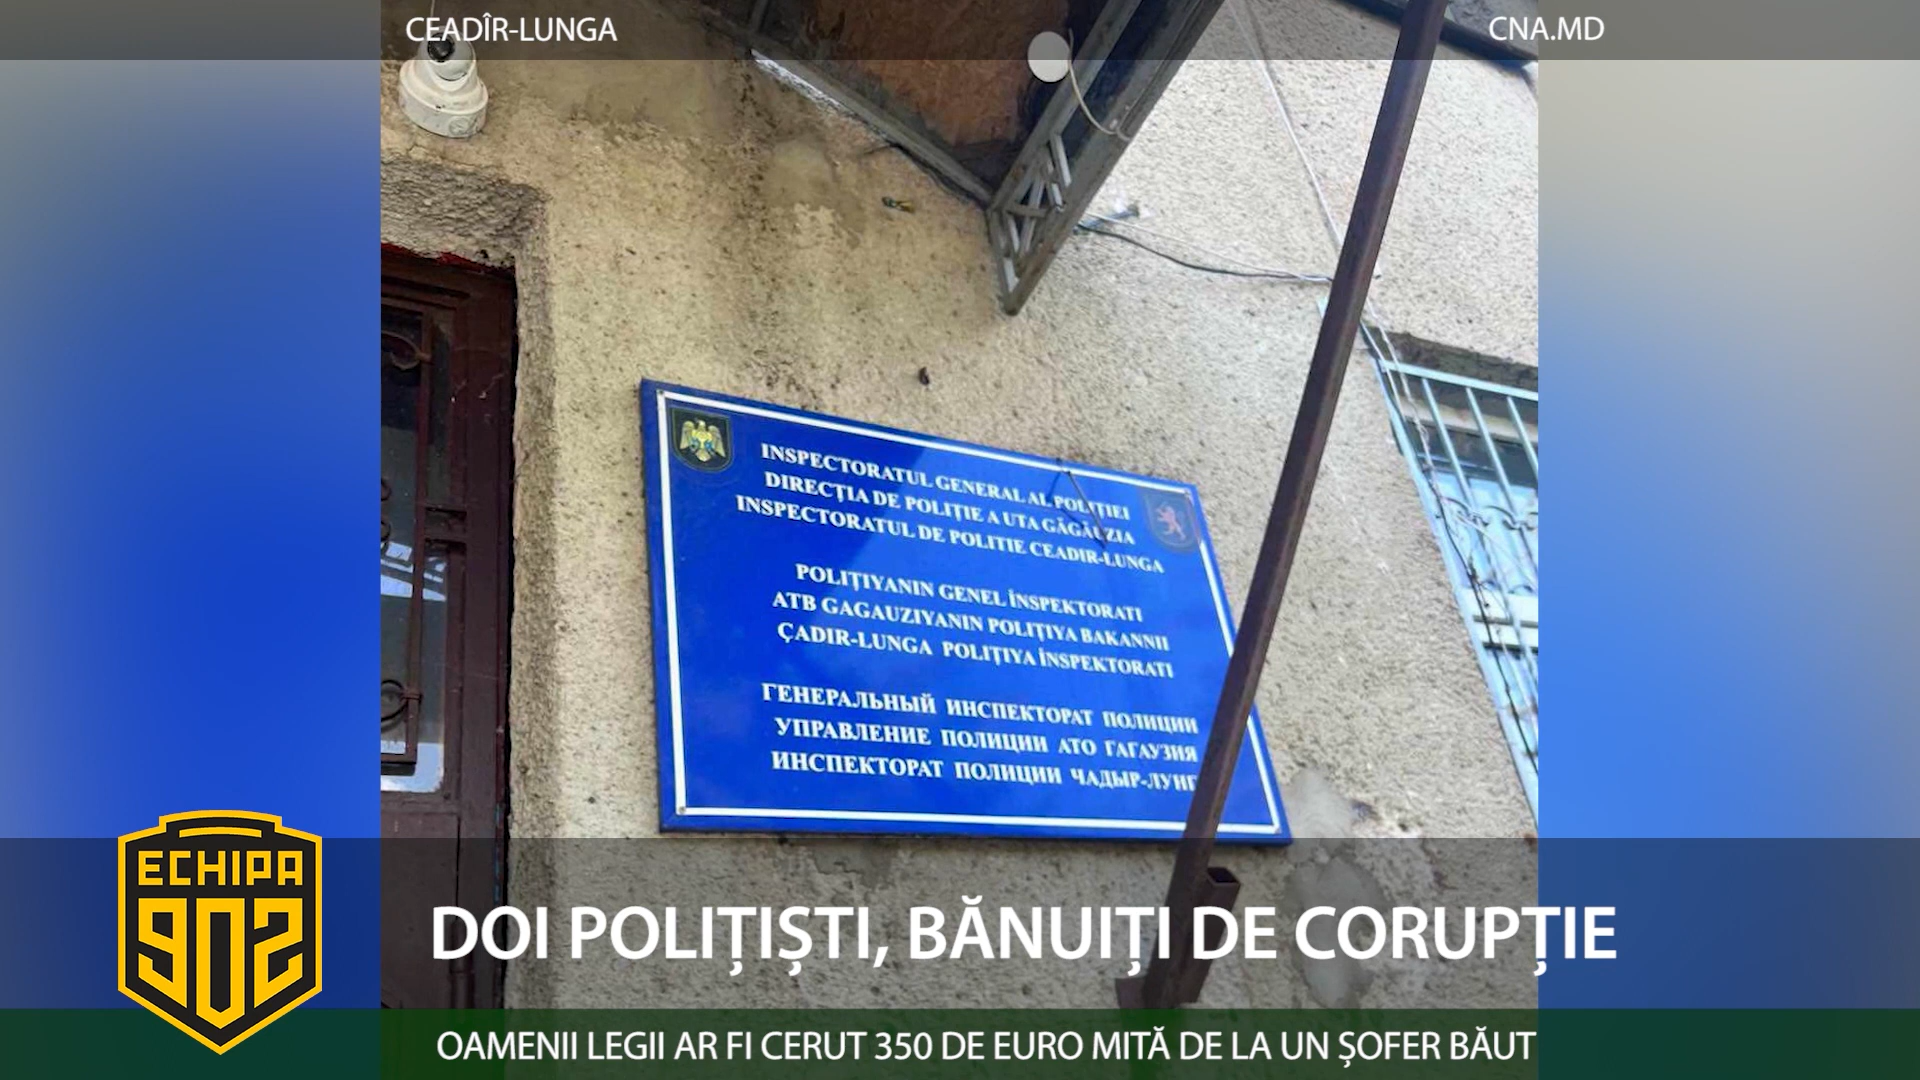 CEADÎR-LUNGA
CNA.MD
INSPECTORATUL GENERAL AL POLIȚIEI
DIRECȚIA DE POLIȚIE A UTA GĂGĂUZIA
INSPECTORATUL DE POLITIE CEADIR-LUNGA
POLIȚIYANIN GENEL İNSPEKTORATI
ATB GAGAUZIYANIN POLIȚIYA BAKANNII
ÇADIR-LUNGA POLIȚIYA İNSPEKTORATI
ГЕНЕРАЛЬНЫЙ ИНСПЕКТОРАТ ПОЛИЦИИ
УПРАВЛЕНИЕ ПОЛИЦИИ АТО ГАГАУЗИЯ
ИНСПЕКТОРАТ ПОЛИЦИИ ЧАДЫР-ЛУНГ
ECHIPA
902
DOI POLIȚIȘTI, BĂNUIȚI DE CORUPȚIE
OAMENII LEGII AR FI CERUT 350 DE EURO MITĂ DE LA UN ȘOFER BĂUT